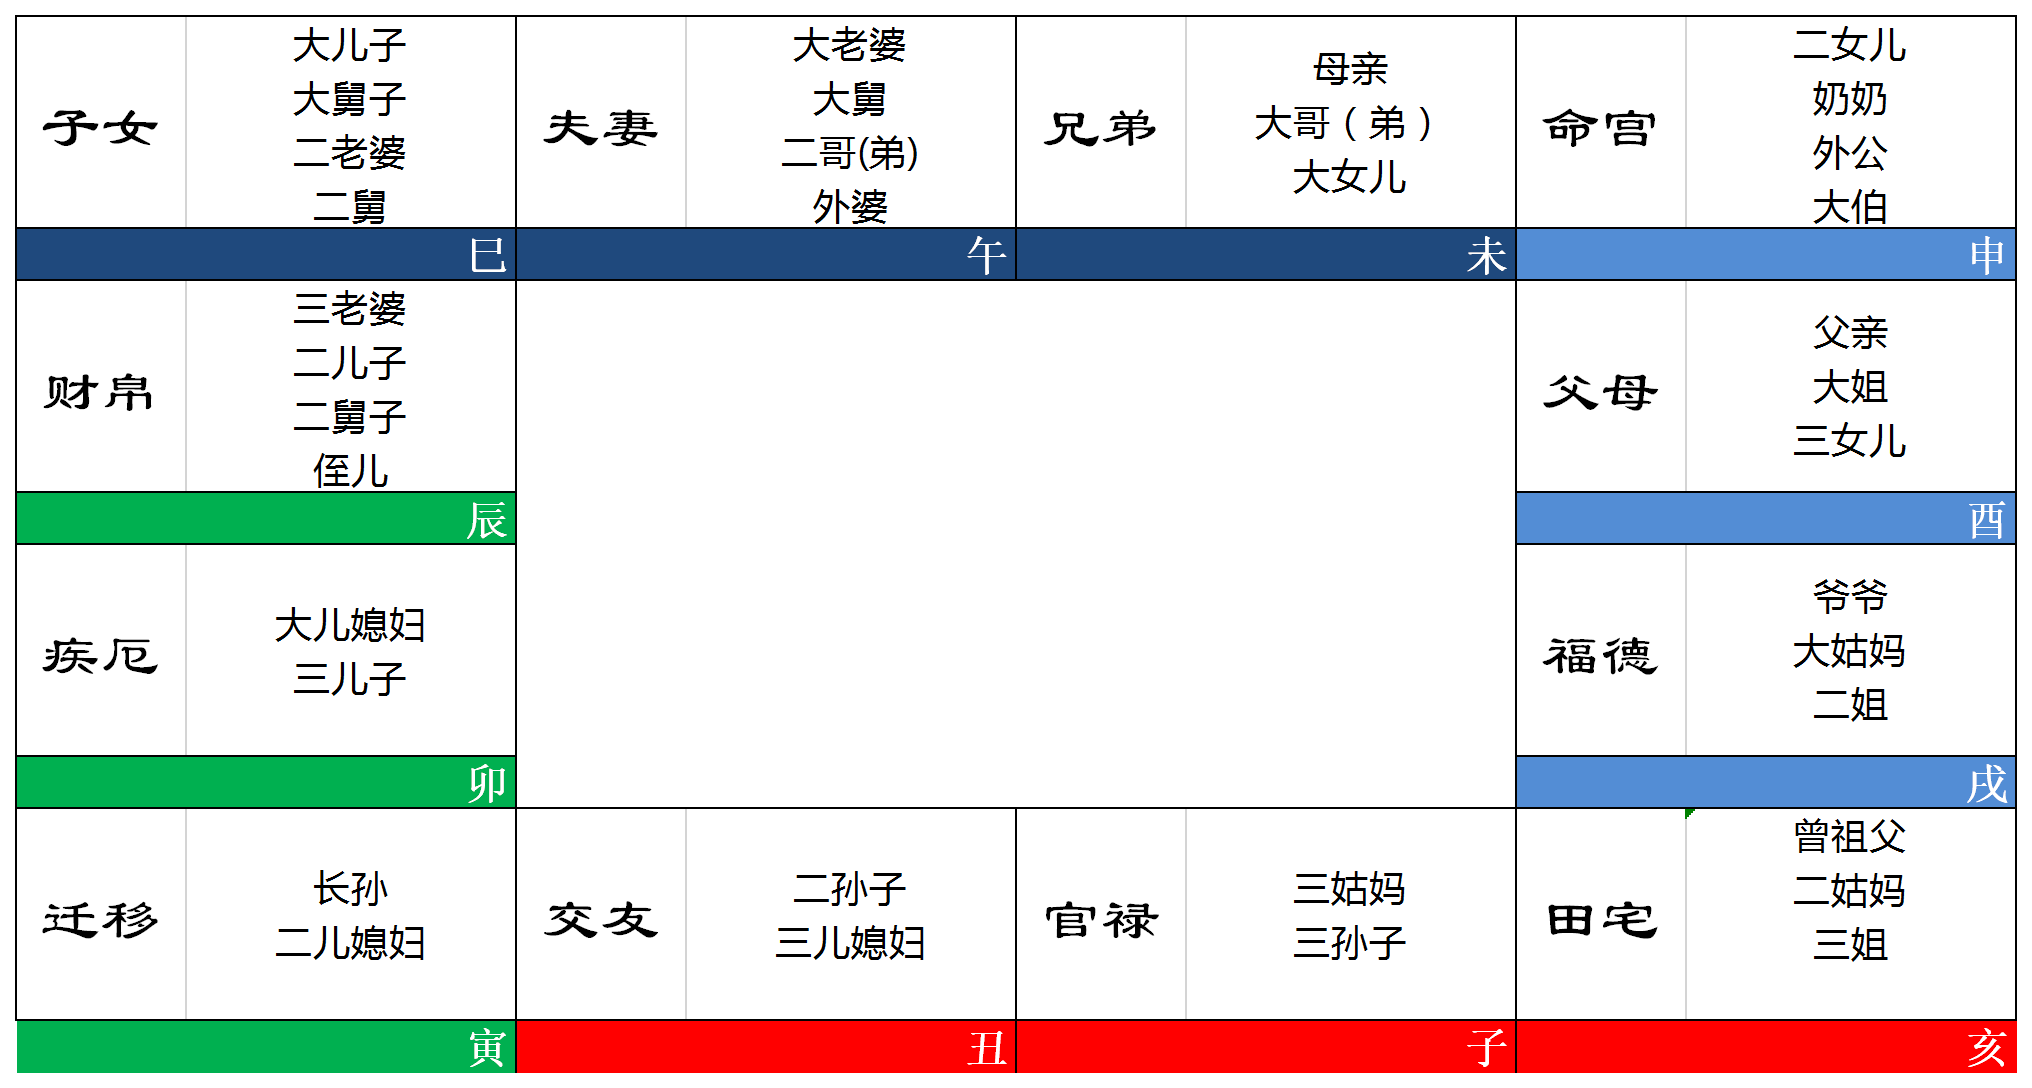 子女
大儿子
大舅子
二老婆
二舅
巳
夫妻
大老婆
大舅
二哥(弟)
外婆
午
兄弟
母亲
大哥（弟）
大女儿
未
命宫
二女儿
奶奶
外公
大伯
申
财帛
三老婆
二儿子
二舅子
侄儿
辰
父母
父亲
大姐
三女儿
酉
疾厄
大儿媳妇
三儿子
卯
福德
爷爷
大姑妈
二姐
戌
迁移
长孙
二儿媳妇
寅
交友
二孙子
三儿媳妇
丑
官禄
三姑妈
三孙子
子
田宅
曾祖父
二姑妈
三姐
亥